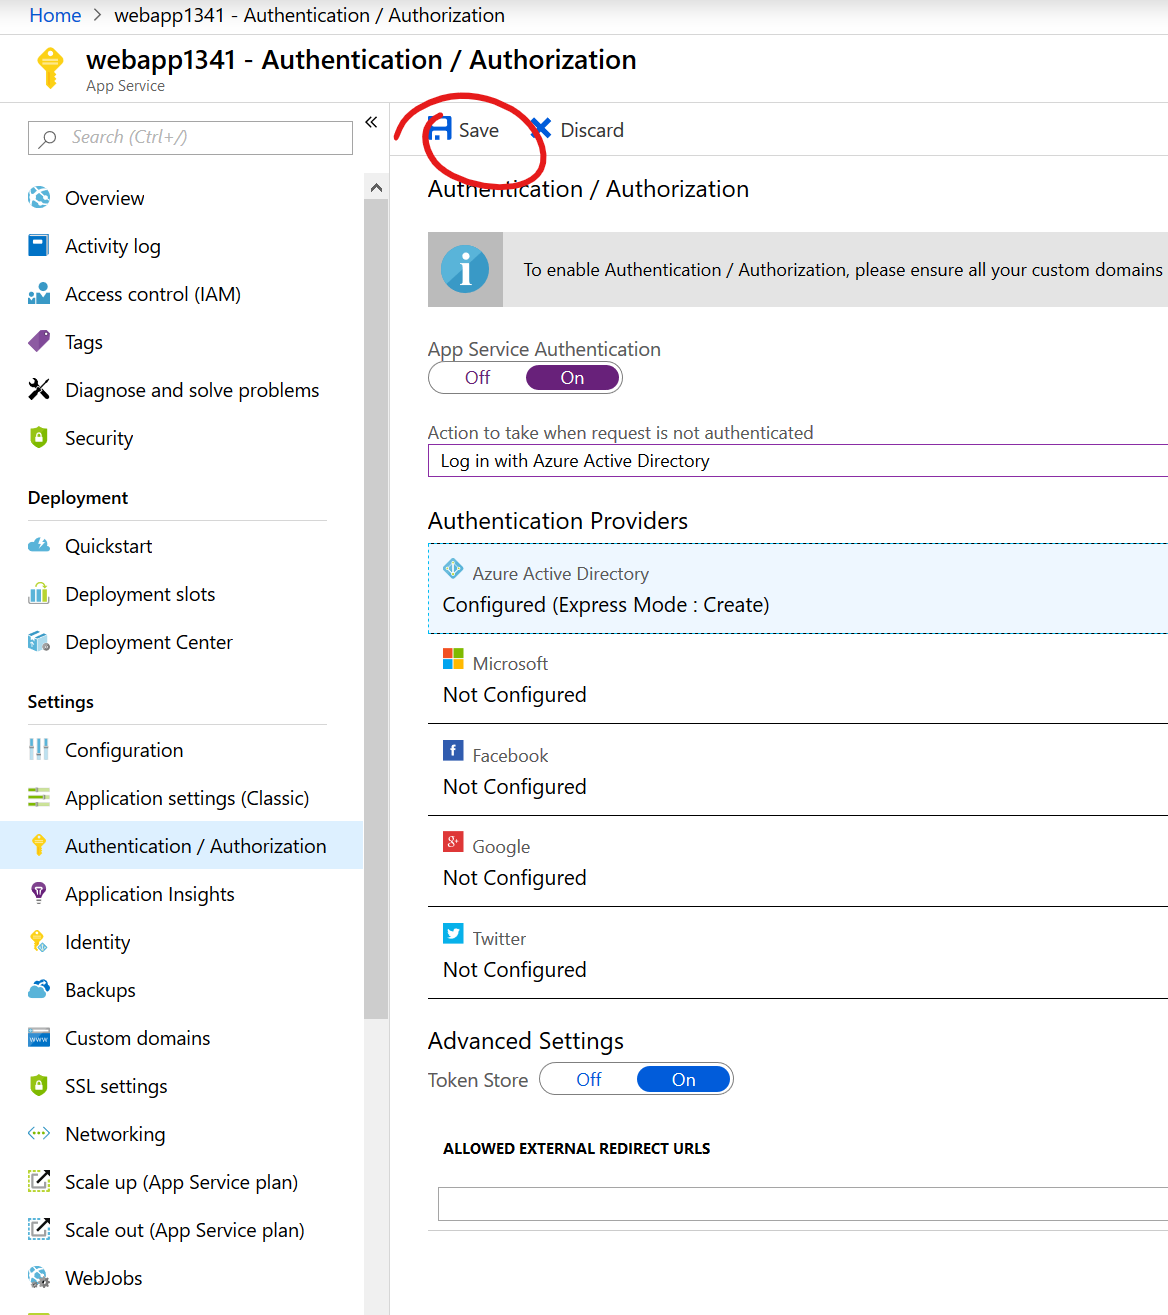 Home > webapp1341 - Authentication / Authorization
webapp1341 - Authentication / Authorization
App Service
Search (Ctrl+/)
«
Overview
Activity log
Access control (IAM)
Tags
Diagnose and solve problems
Security
Deployment
Quickstart
Deployment slots
Deployment Center
Settings
Configuration
Application settings (Classic)
Authentication / Authorization
Application Insights
Identity
Backups
Custom domains
SSL settings
Networking
Scale up (App Service plan)
Scale out (App Service plan)
WebJobs
Save Discard
Authentication / Authorization
To enable Authentication / Authorization, please ensure all your custom domains
App Service Authentication
Off On
Action to take when request is not authenticated
Log in with Azure Active Directory
Authentication Providers
Azure Active Directory
Configured (Express Mode : Create)
Microsoft
Not Configured
Facebook
Not Configured
Google
Not Configured
Twitter
Not Configured
Advanced Settings
Token Store Off On
ALLOWED EXTERNAL REDIRECT URLS